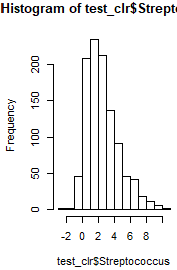 Histogram of test_clr$Strepto
Frequency
0 50 100 150 200
-2 0 2 4 6 8
test_clr$Streptococcus